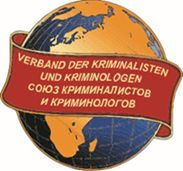 VERBAND DER KRIMINALISTEN
UND KRIMINOLOGEN
СОЮЗ КРИМИНАЛИСТОВ
И КРИМИНОЛОГОВ